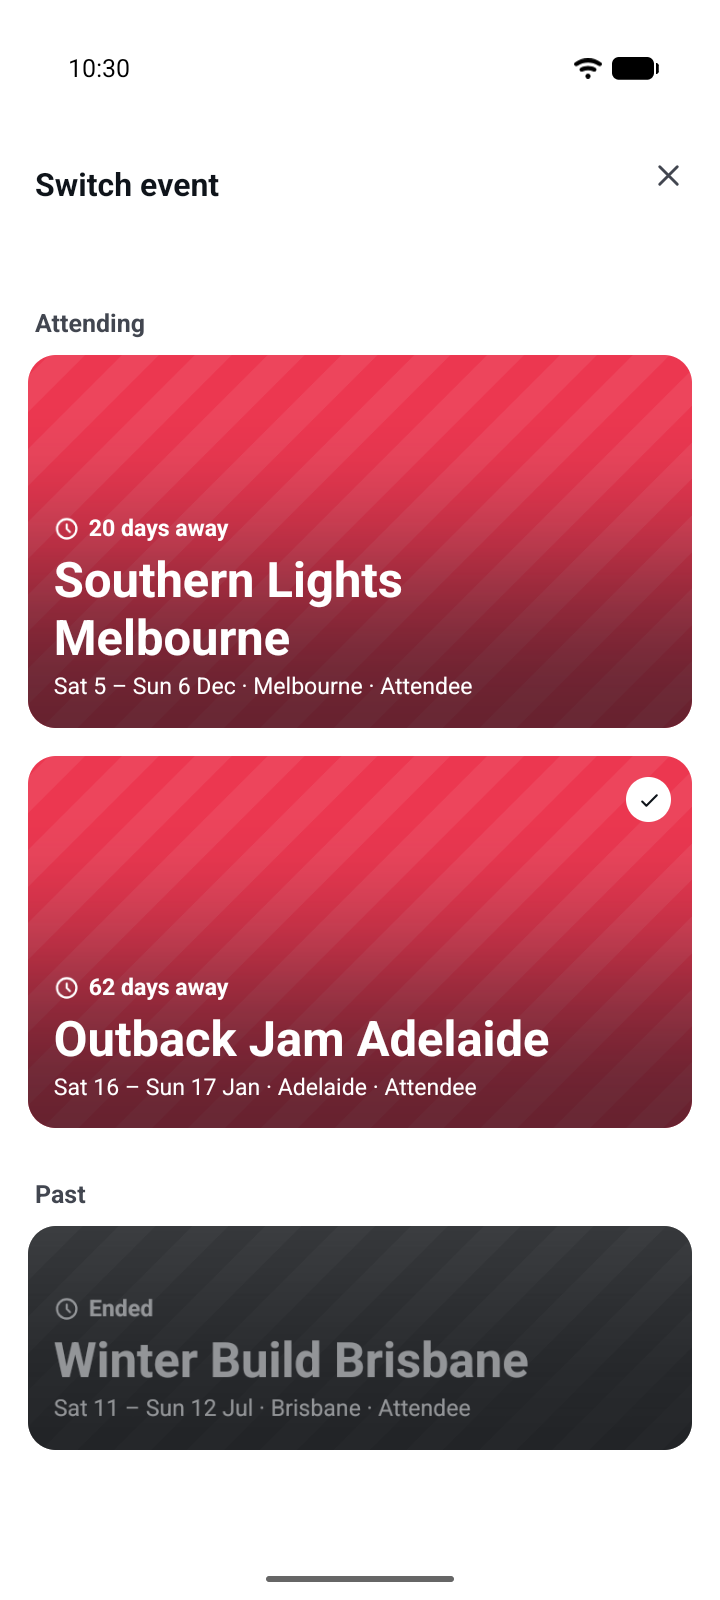 10:30
Switch event
Attending
20 days away
Southern Lights
Melbourne
Sat 5 – Sun 6 Dec · Melbourne · Attendee
62 days away
Outback Jam Adelaide
Sat 16 – Sun 17 Jan · Adelaide · Attendee
Past
Ended
Winter Build Brisbane
Sat 11 – Sun 12 Jul · Brisbane · Attendee